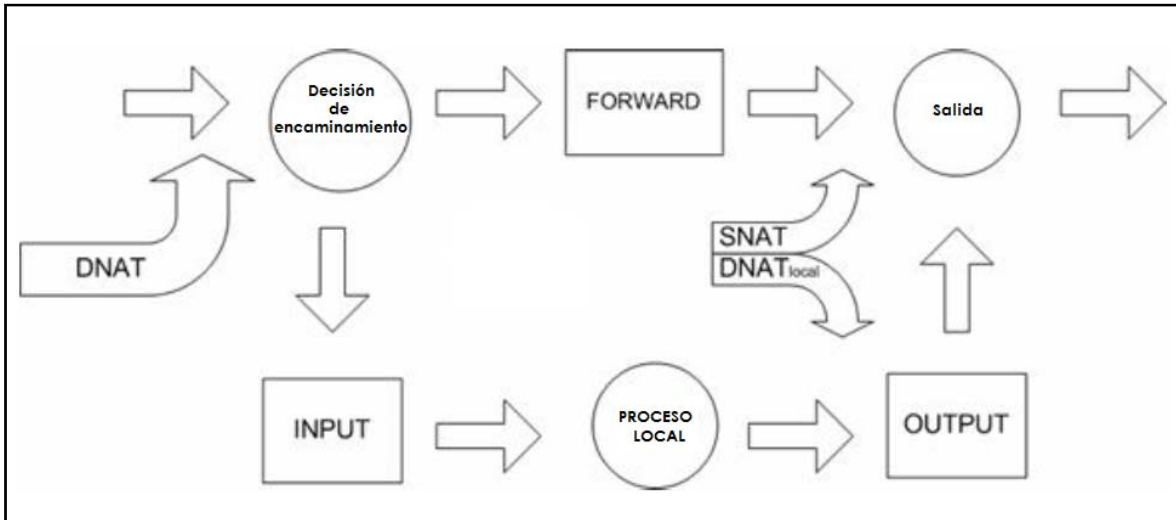 Decisión
de
encaminamiento
FORWARD
Salida
DNAT
SNAT
DNATlocal
INPUT
PROCESO
LOCAL
OUTPUT